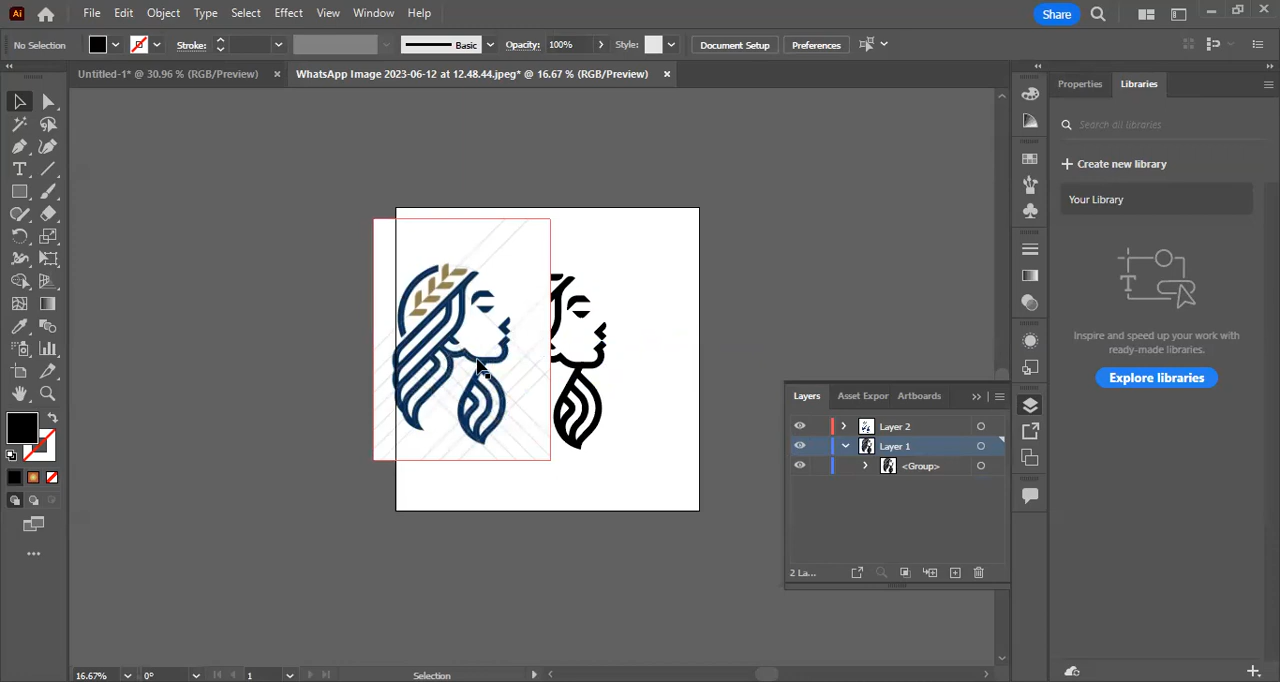 Ai
File Edit Object Type Select Effect View Window Help
Share
No Selection
Stroke:
Basic
Opacity: 100%
Style:
Document Setup
Preferences
Untitled-1* @ 30.96 % (RGB/Preview)
WhatsApp Image 2023-06-12 at 12.48.44.jpeg* @ 16.67 % (RGB/Preview)
Properties
Libraries
Search all libraries
Create new library
Your Library
Inspire and speed up your work with
ready-made libraries.
Explore libraries
Layers
Asset Expor
Artboards
Layer 2
Layer 1
<Group>
2 La...
16.67%
0°
1
Selection